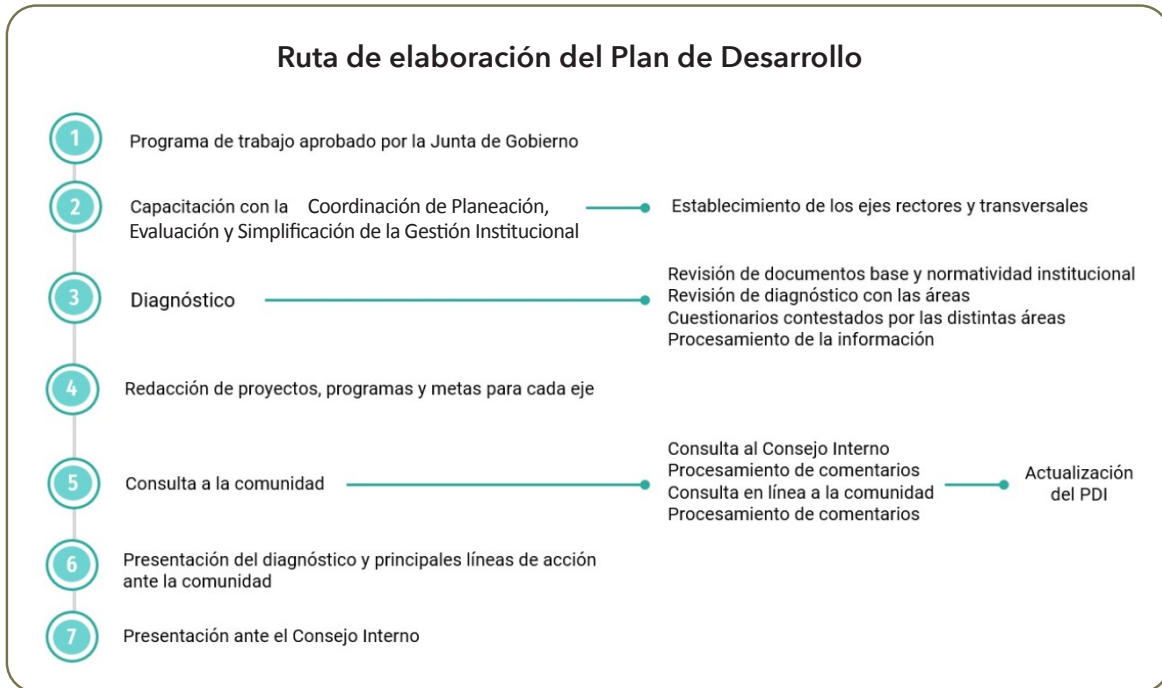 Ruta de elaboración del Plan de Desarrollo
1
Programa de trabajo aprobado por la Junta de Gobierno
2
Capacitación con la Coordinación de Planeación,
Evaluación y Simplificación de la Gestión Institucional
Establecimiento de los ejes rectores y transversales
3
Diagnóstico
Revisión de documentos base y normatividad institucional
Revisión de diagnóstico con las áreas
Cuestionarios contestados por las distintas áreas
Procesamiento de la información
4
Redacción de proyectos, programas y metas para cada eje
5
Consulta a la comunidad
Consulta al Consejo Interno
Procesamiento de comentarios
Consulta en línea a la comunidad
Procesamiento de comentarios
Actualización
del PDI
6
Presentación del diagnóstico y principales líneas de acción
ante la comunidad
7
Presentación ante el Consejo Interno